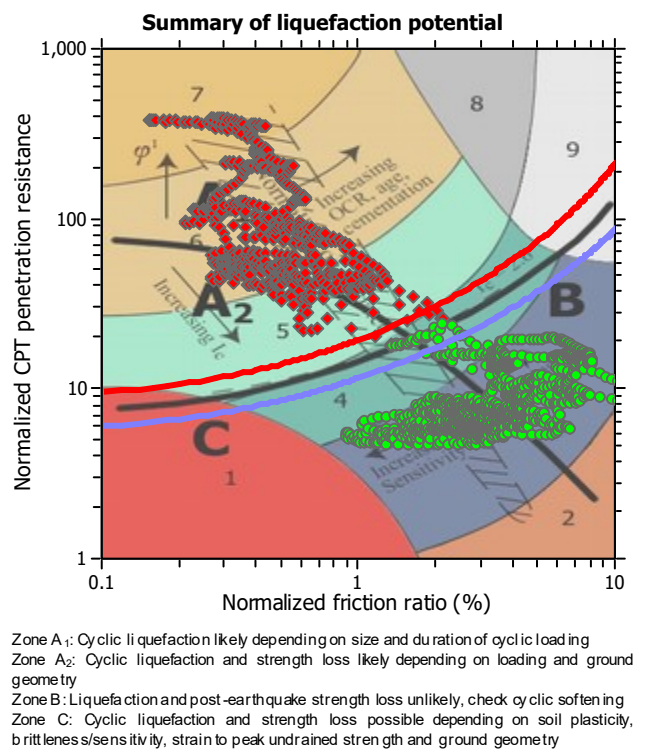 Summary of liquefaction potential
1,000
100
10
1
0.1
1
10
Normalized CPT penetration resistance
Normalized friction ratio (%)
7
8
9
φ'
Increasing
OCR, age,
cementation
6
A2
Increasing Ic
5
B
4
C
1
Sensitivity
2
Zone A1: Cyclic liquefaction likely depending on size and duration of cyclic loading
Zone A2: Cyclic liquefaction and strength loss likely depending on loading and ground
geometry
Zone B: Liquefaction and post-earthquake strength loss unlikely, check cyclic softening
Zone C: Cyclic liquefaction and strength loss possible depending on soil plasticity,
brittleness/sensitivity, strain to peak undrained strength and ground geometry